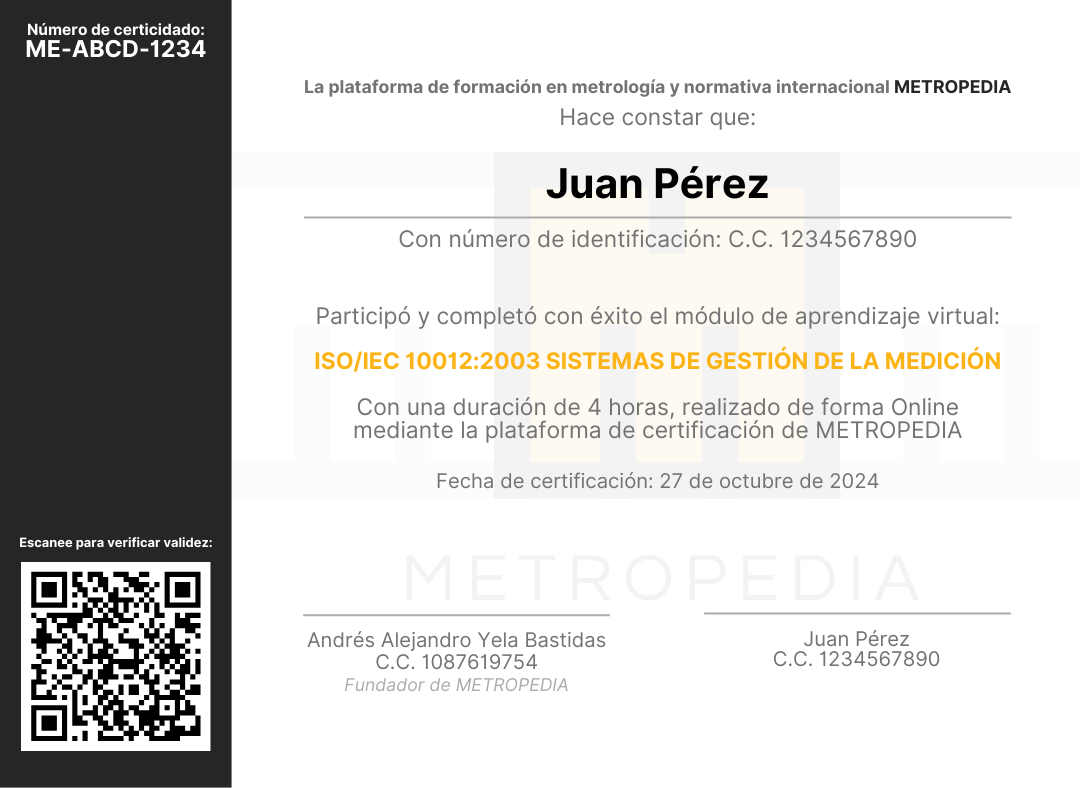 Número de certicidado:
ME-ABCD-1234
La plataforma de formación en metrología y normativa internacional METROPEDIA
Hace constar que:
Juan Pérez
Con número de identificación: C.C. 1234567890
Participó y completó con éxito el módulo de aprendizaje virtual:
ISO/IEC 10012:2003 SISTEMAS DE GESTIÓN DE LA MEDICIÓN
Con una duración de 4 horas, realizado de forma Online
mediante la plataforma de certificación de METROPEDIA
Fecha de certificación: 27 de octubre de 2024
Escanee para verificar validez:
METROPEDIA
Andrés Alejandro Yela Bastidas
C.C. 1087619754
Fundador de METROPEDIA
Juan Pérez
C.C. 1234567890